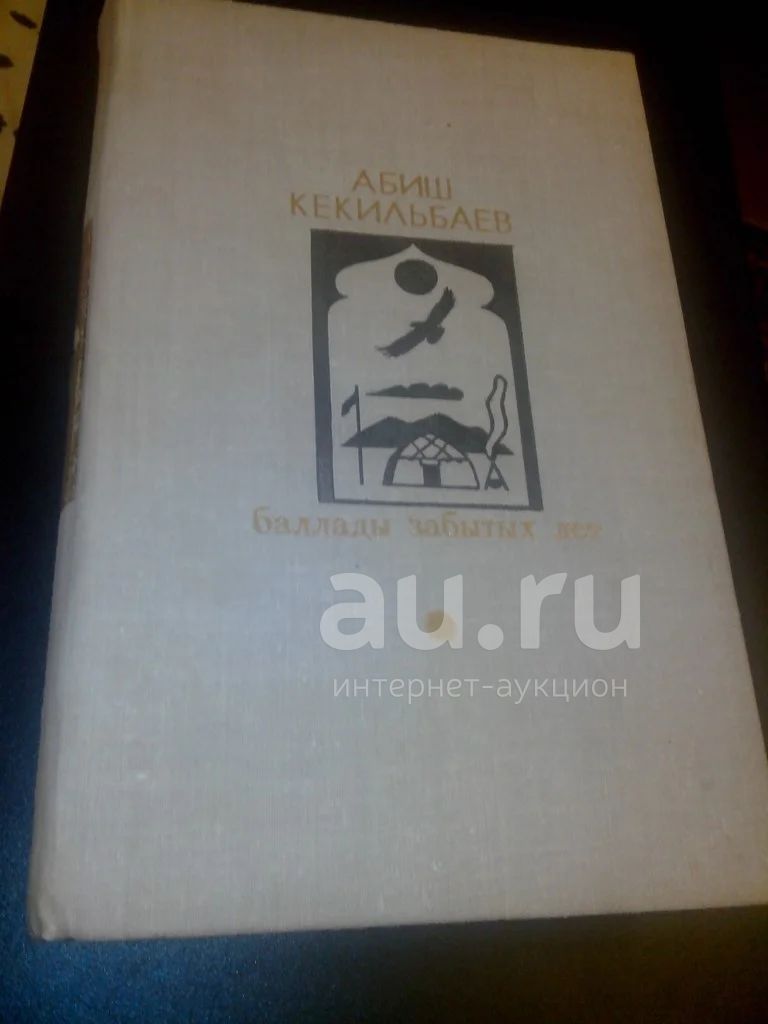 АБИШ
КЕКИЛЬБАЕВ
баллады забытых лет
au.ru
интернет-аукцион